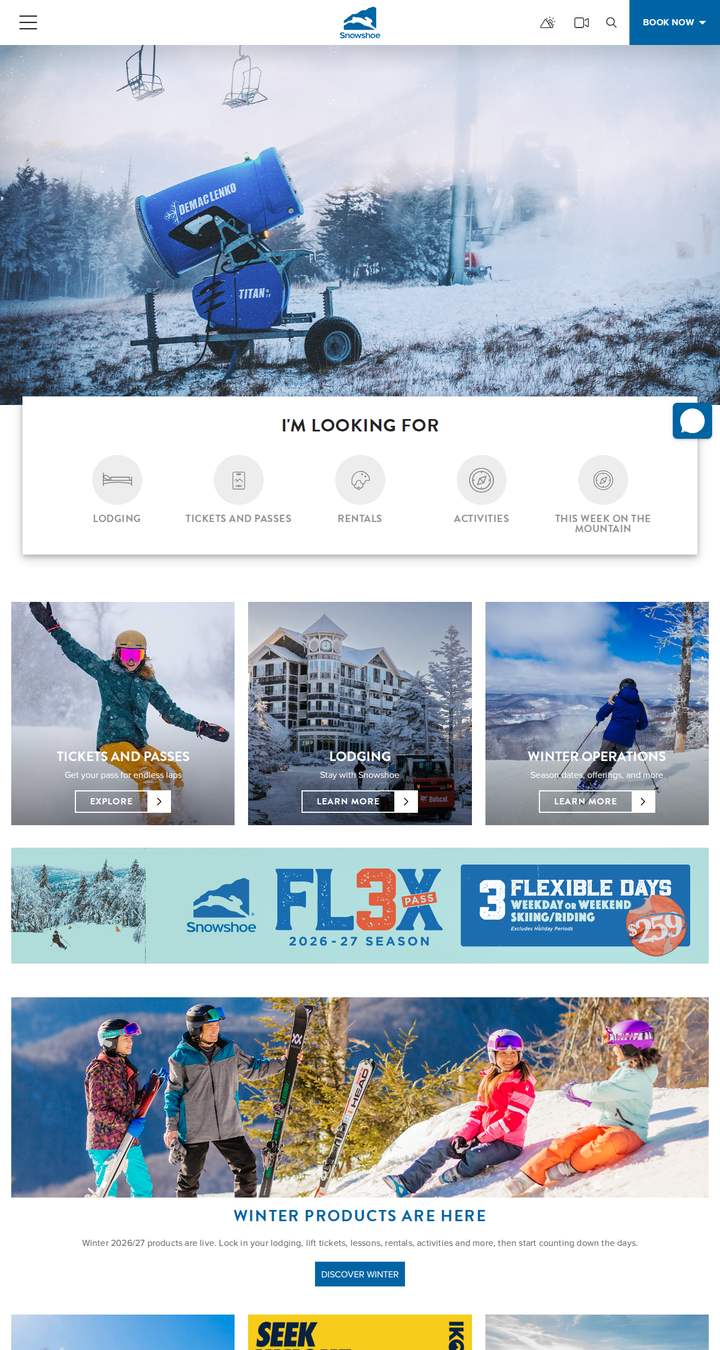 Snowshoe
BOOK NOW
DEMACLENKO
TITAN
I'M LOOKING FOR
LODGING
TICKETS AND PASSES
RENTALS
ACTIVITIES
THIS WEEK ON THE
MOUNTAIN
TICKETS AND PASSES
Get your pass for endless laps
EXPLORE
LODGING
Stay with Snowshoe
LEARN MORE
Bobcat
WINTER OPERATIONS
Season dates, offerings, and more
LEARN MORE
Snowshoe
FL3X
PASS
2026-27 SEASON
3 FLEXIBLE DAYS
WEEKDAY OR WEEKEND
SKIING/RIDING
Excludes Holiday Periods
$259
HEAD
WINTER PRODUCTS ARE HERE
Winter 2026/27 products are live. Lock in your lodging, lift tickets, lessons, rentals, activities and more, then start counting down the days.
DISCOVER WINTER
SEEK